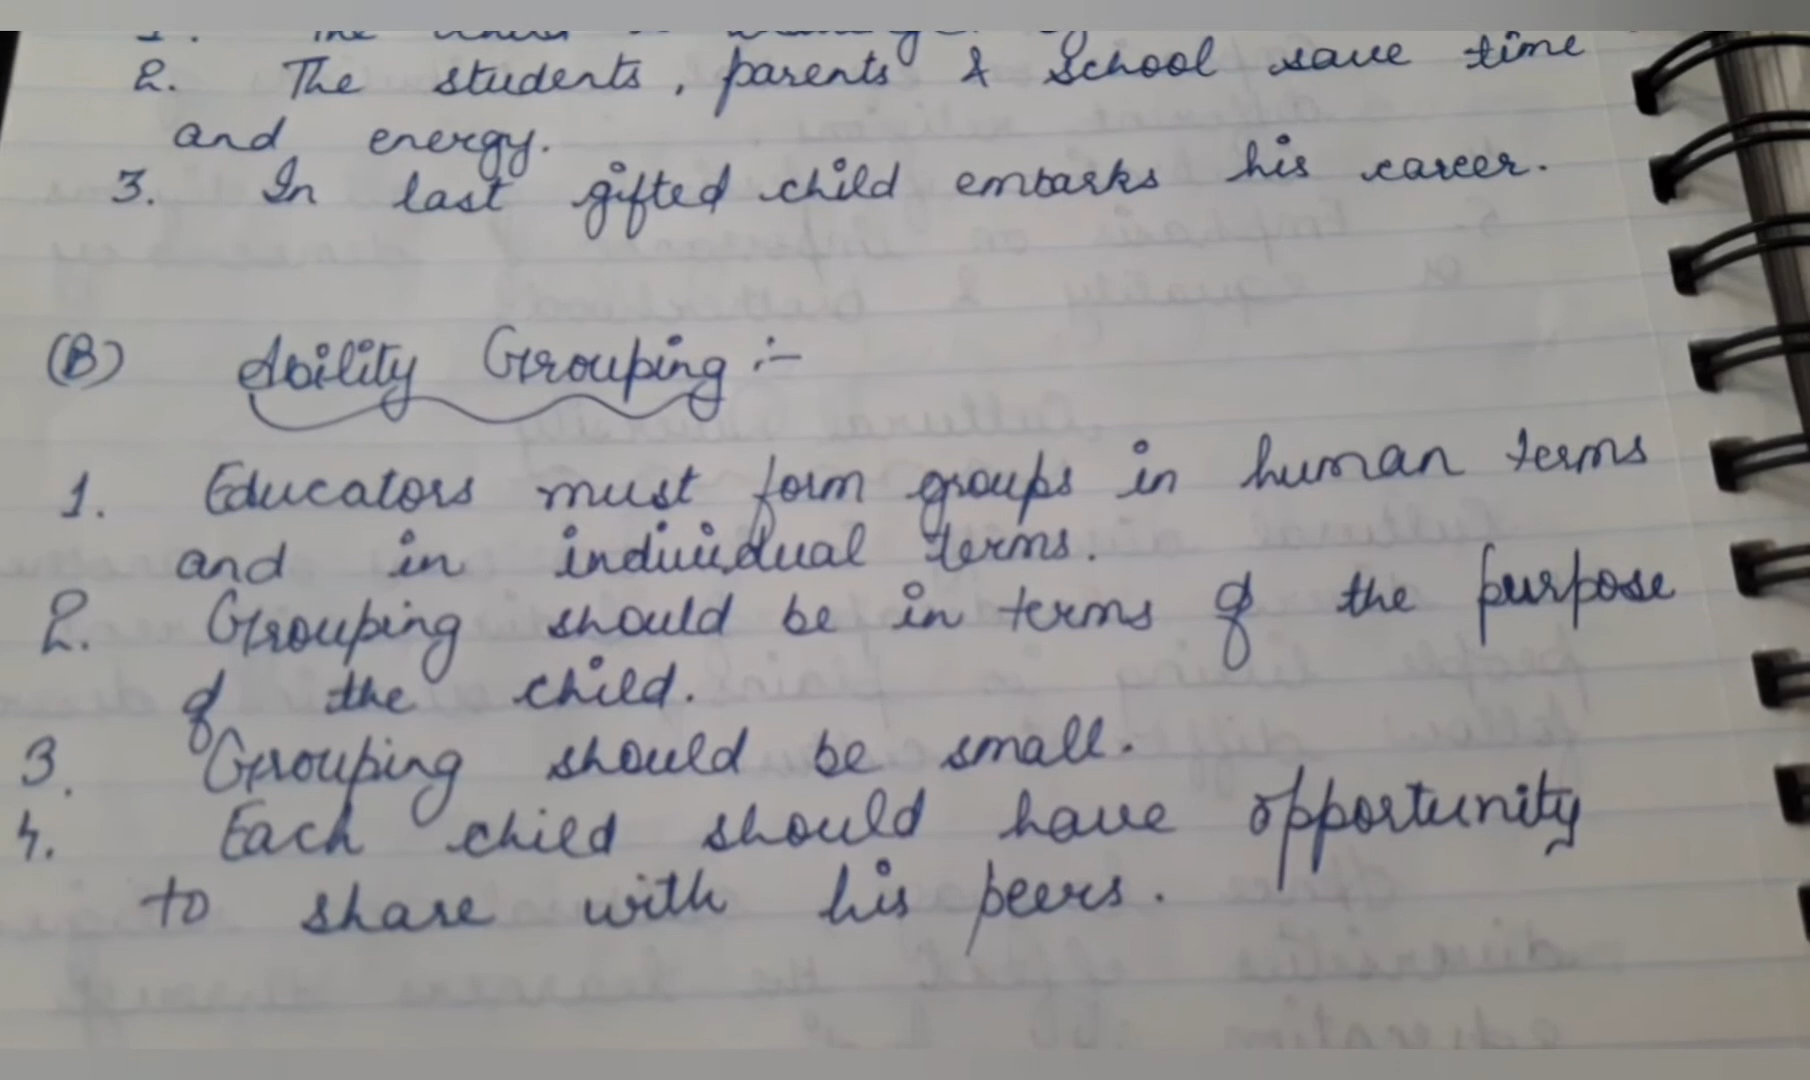 2. The students, parents & School save time
and energy.
3. In last gifted child embarks his career.
(B) Ability Grouping :-
1. Educators must form groups in human terms
and in individual terms.
2. Grouping should be in terms of the purpose
of the child.
3. Grouping should be small.
4. Each child should have opportunity
to share with his peers.